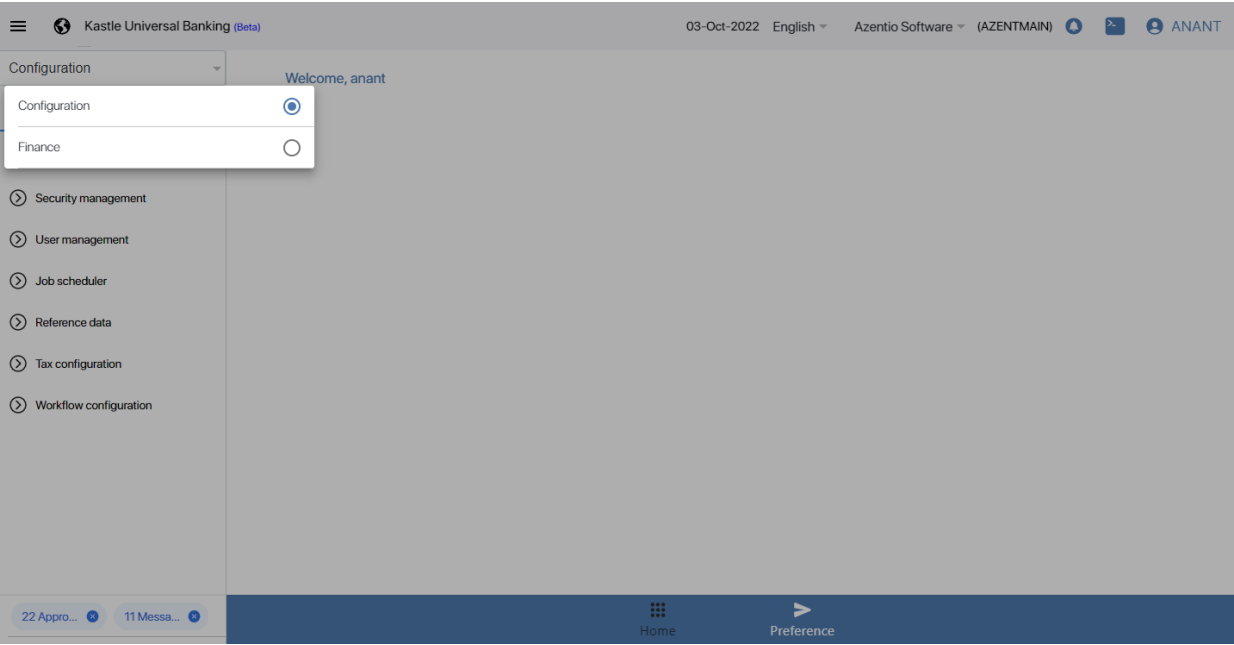 Kastle Universal Banking (Beta)
03-Oct-2022 English Azentio Software (AZENTMAIN) ANANT
Configuration
Welcome, anant
Configuration
Finance
Security management
User management
Job scheduler
Reference data
Tax configuration
Workflow configuration
22 Appro... 11 Messa...
Home
Preference